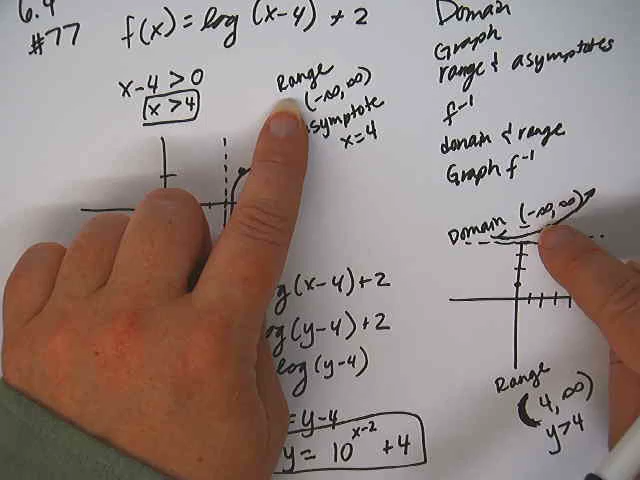 6.4
#77
f(x) = log (x-4) + 2
x-4 > 0
x > 4
Range
(-∞, ∞)
asymptote
x=4
Domain
Graph
range & asymptotes
f⁻¹
domain & range
Graph f⁻¹
Domain (-∞, ∞)
(x-4)+2
(y-4)+2
log(y-4)
= y-4
y = 10^(x-2) + 4
Range
(4, ∞)
y>4